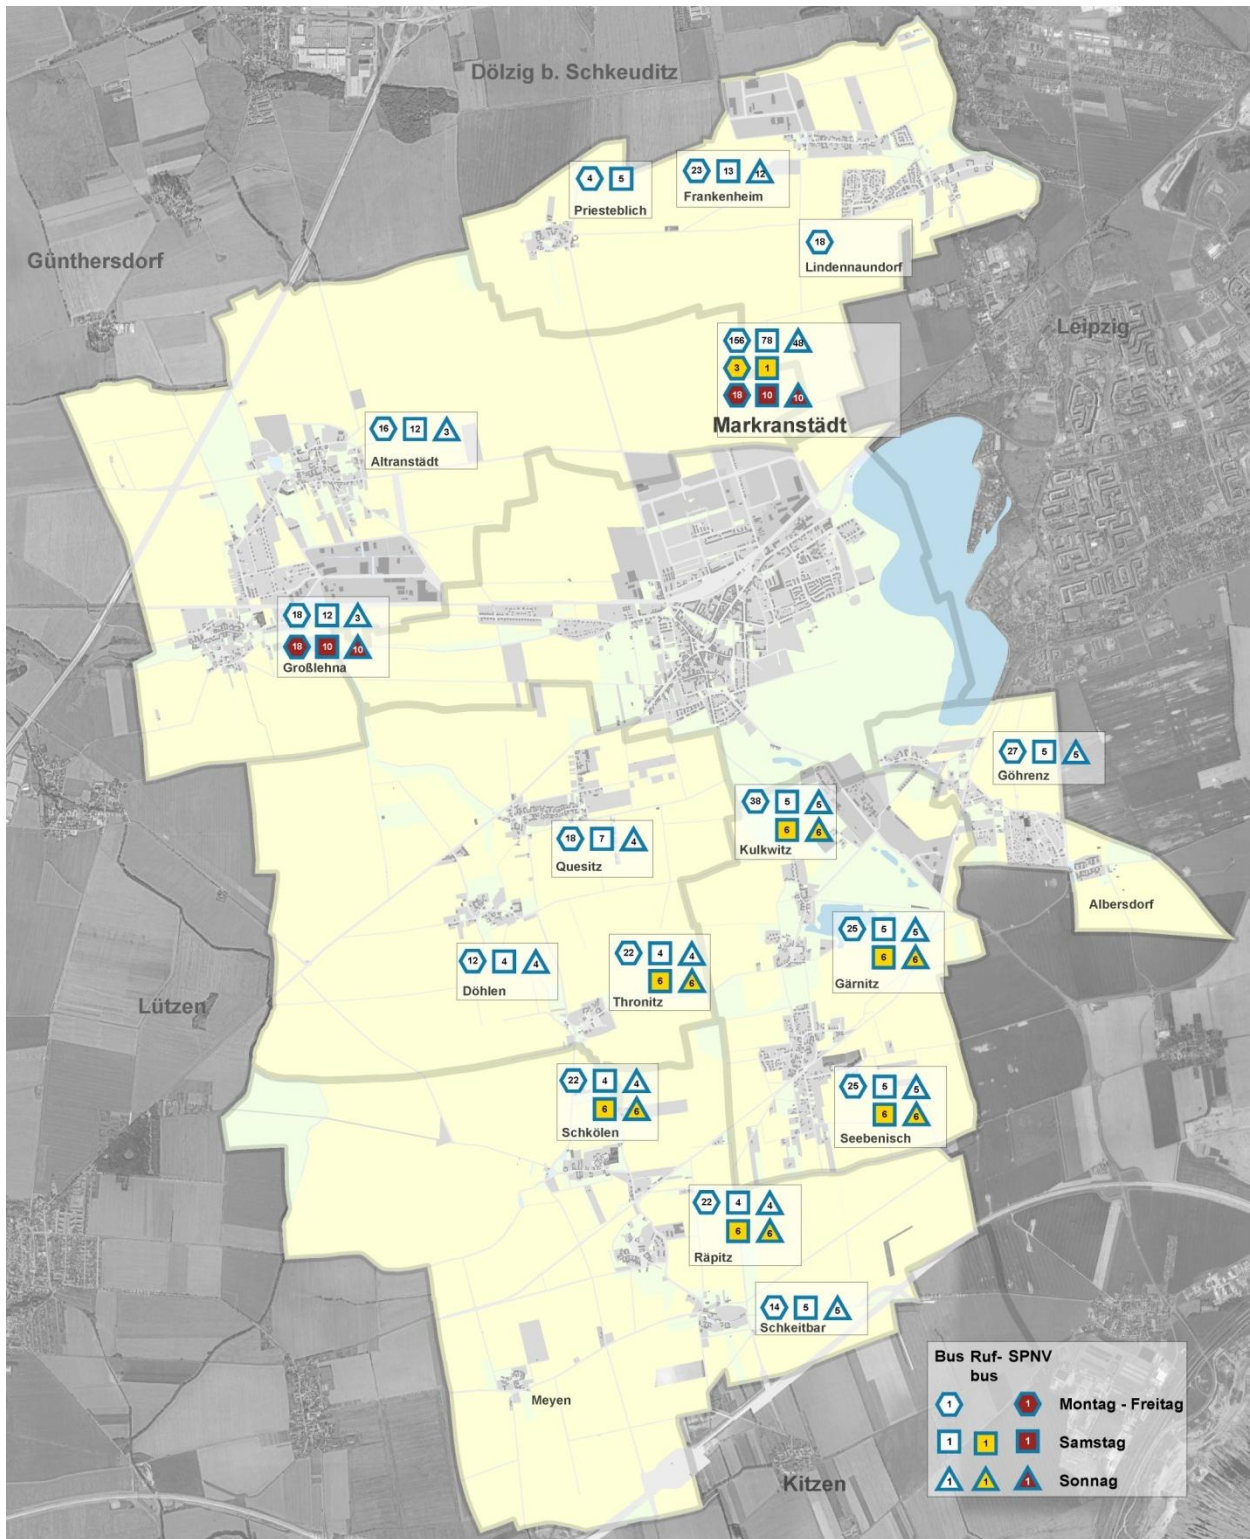 Dölzig b. Schkeuditz
4 5
Priesteblich
23 13 12
Frankenheim
18
Lindennaundorf
Günthersdorf
Leipzig
156 78 48
3 1
18 10 10
Markranstädt
16 12 3
Altranstädt
18 12 3
18 10 10
Großlehna
27 5 5
Göhrenz
38 5 5
6 6
Kulkwitz
18 7 4
Quesitz
Albersdorf
25 5 5
6 6
Gärnitz
12 4 4
Döhlen
22 4 4
6 6
Thronitz
Lützen
22 4 4
6 6
Schkölen
25 5 5
6 6
Seebenisch
22 4 4
6 6
Räpitz
14 5 5
Schkeitbar
Meyen
Kitzen
Bus Ruf- SPNV
bus
1 1 Montag - Freitag
1 1 1 Samstag
1 1 1 Sonnag